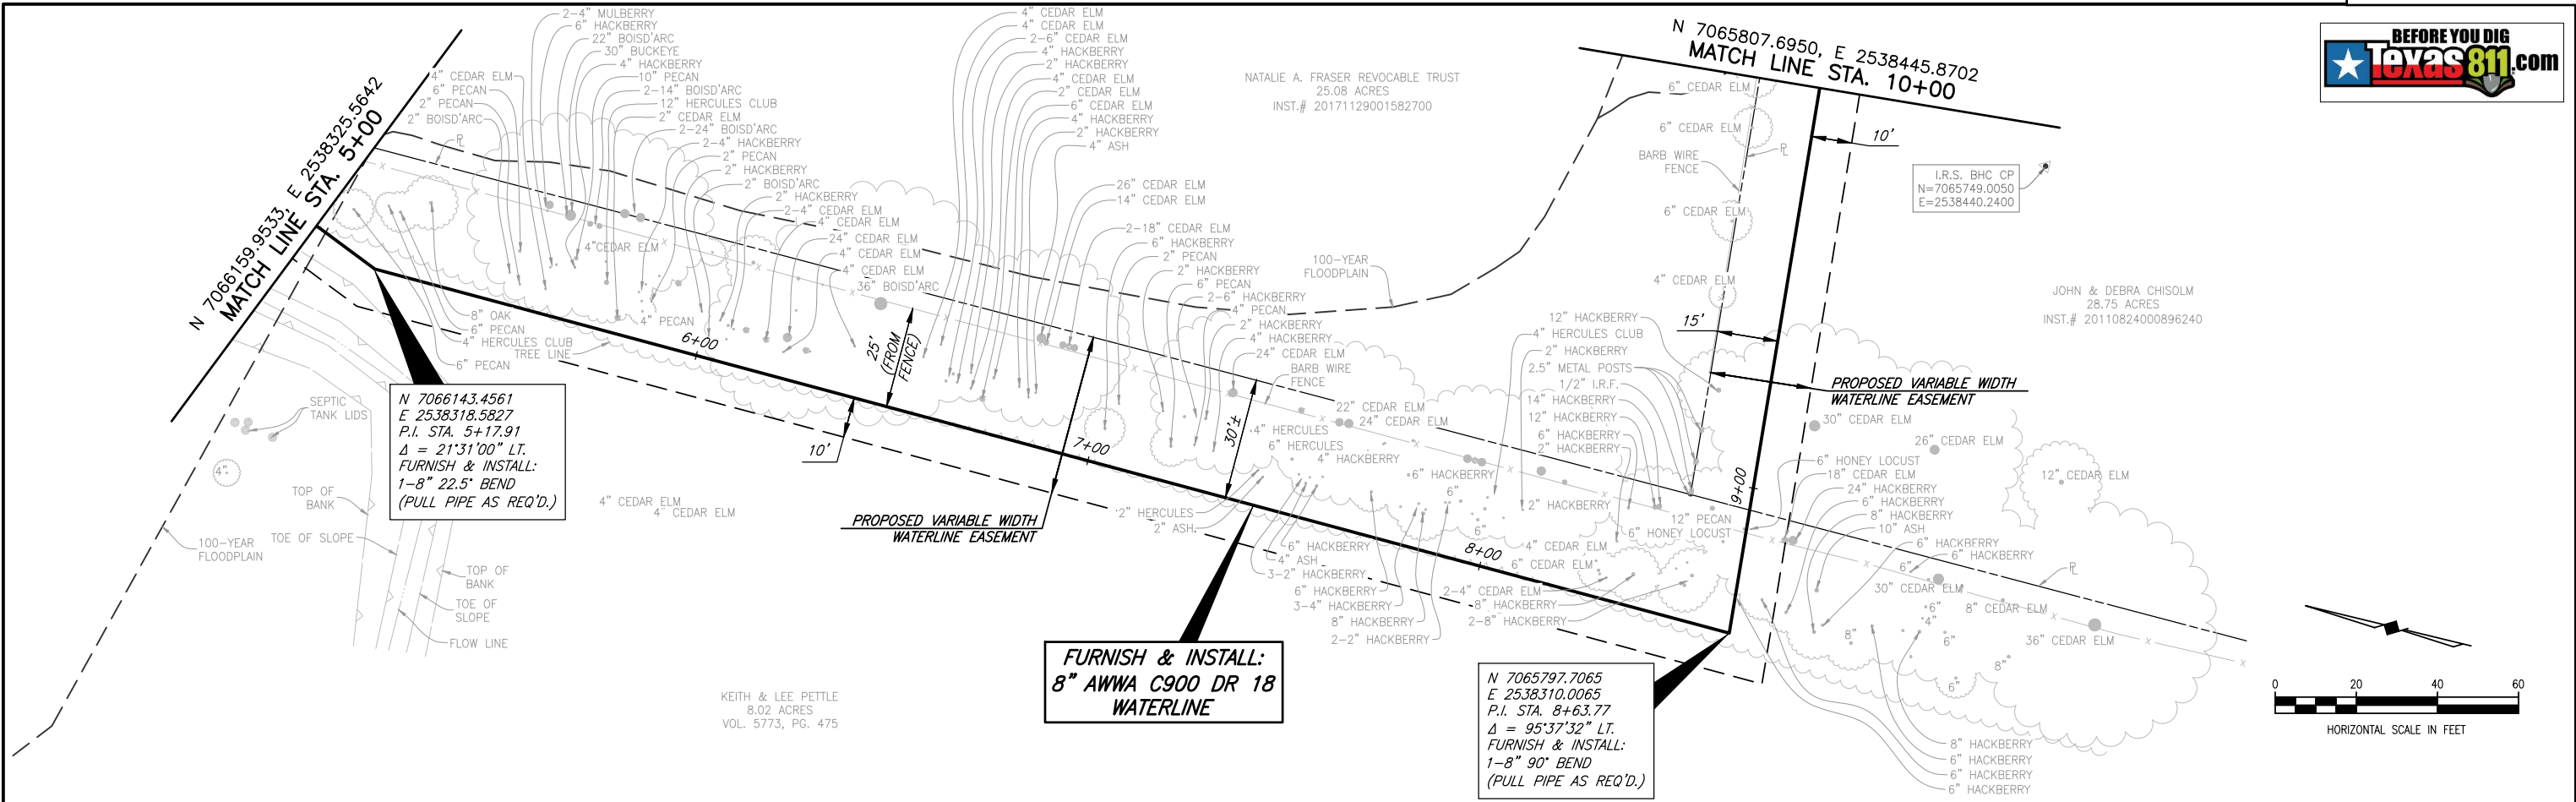 BEFORE YOU DIG
Texas811.com
N 7066159.9533, E 2538325.5642
MATCH LINE STA. 5+00
N 7065807.6950, E 2538445.8702
MATCH LINE STA. 10+00
2-4" MULBERRY
6" HACKBERRY
22" BOISD'ARC
30" BUCKEYE
4" HACKBERRY
10" PECAN
2-14" BOISD'ARC
12" HERCULES CLUB
2" CEDAR ELM
2-24" BOISD'ARC
2-4" HACKBERRY
2" PECAN
2" HACKBERRY
2" BOISD'ARC
2" HACKBERRY
2-4" CEDAR ELM
4" CEDAR ELM
24" CEDAR ELM
4" CEDAR ELM
4" CEDAR ELM
36" BOISD'ARC
4" CEDAR ELM
6" PECAN
2" PECAN
2" BOISD'ARC
4"CEDAR ELM
4" PECAN
4" CEDAR ELM
4" CEDAR ELM
2-6" CEDAR ELM
4" HACKBERRY
2" HACKBERRY
4" CEDAR ELM
2" CEDAR ELM
6" CEDAR ELM
4" HACKBERRY
2" HACKBERRY
4" ASH
26" CEDAR ELM
14" CEDAR ELM
2-18" CEDAR ELM
6" HACKBERRY
2" PECAN
2" HACKBERRY
6" PECAN
2-6" HACKBERRY
4" PECAN
2" HACKBERRY
4" HACKBERRY
24" CEDAR ELM
BARB WIRE
FENCE
NATALIE A. FRASER REVOCABLE TRUST
25.08 ACRES
INST.# 20171129001582700
100-YEAR
FLOODPLAIN
6" CEDAR ELM
6" CEDAR ELM
BARB WIRE
FENCE
6" CEDAR ELM
4" CEDAR ELM
10'
15'
I.R.S. BHC CP
N=7065749.0050
E=2538440.2400
JOHN & DEBRA CHISOLM
28.75 ACRES
INST.# 20110824000896240
12" HACKBERRY
4" HERCULES CLUB
2" HACKBERRY
2.5" METAL POSTS
1/2" I.R.F.
14" HACKBERRY
12" HACKBERRY
6" HACKBERRY
2" HACKBERRY
PROPOSED VARIABLE WIDTH
WATERLINE EASEMENT
8" OAK
6" PECAN
4" HERCULES CLUB
TREE LINE
6" PECAN
6+00
7+00
8+00
9+00
25'
(FROM
FENCE)
10'
30'±
N 7066143.4561
E 2538318.5827
P.I. STA. 5+17.91
Δ = 21°31'00" LT.
FURNISH & INSTALL:
1-8" 22.5° BEND
(PULL PIPE AS REQ'D.)
SEPTIC
TANK LIDS
4"
TOP OF
BANK
TOE OF SLOPE
100-YEAR
FLOODPLAIN
TOP OF
BANK
TOE OF
SLOPE
FLOW LINE
4" CEDAR ELM
4" CEDAR ELM
PROPOSED VARIABLE WIDTH
WATERLINE EASEMENT
22" CEDAR ELM
24" CEDAR ELM
4" HERCULES
6" HERCULES
4" HACKBERRY
6" HACKBERRY
6"
6"
2" HACKBERRY
2" HERCULES
2" ASH
6" HACKBERRY
4" ASH
3-2" HACKBERRY
6" HACKBERRY
3-4" HACKBERRY
8" HACKBERRY
2-2" HACKBERRY
12" PECAN
6" HONEY LOCUST
4" CEDAR ELM
6" CEDAR ELM
2-4" CEDAR ELM
8" HACKBERRY
2-8" HACKBERRY
30" CEDAR ELM
26" CEDAR ELM
12" CEDAR ELM
6" HONEY LOCUST
18" CEDAR ELM
24" HACKBERRY
6" HACKBERRY
8" HACKBERRY
10" ASH
6" HACKBERRY
6" HACKBERRY
6"
30" CEDAR ELM
6"
4"
8" CEDAR ELM
8"
6"
36" CEDAR ELM
8"
6"
8" HACKBERRY
6" HACKBERRY
6" HACKBERRY
6" HACKBERRY
FURNISH & INSTALL:
8" AWWA C900 DR 18
WATERLINE
KEITH & LEE PETTLE
8.02 ACRES
VOL. 5773, PG. 475
N 7065797.7065
E 2538310.0065
P.I. STA. 8+63.77
Δ = 95°37'32" LT.
FURNISH & INSTALL:
1-8" 90° BEND
(PULL PIPE AS REQ'D.)
0 20 40 60
HORIZONTAL SCALE IN FEET